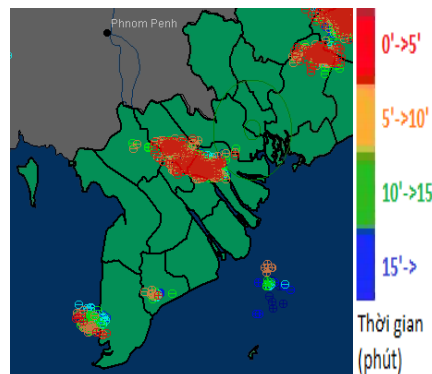 Phnom Penh
0'->5'
5'->10'
10'->15
15'->
Thời gian
(phút)